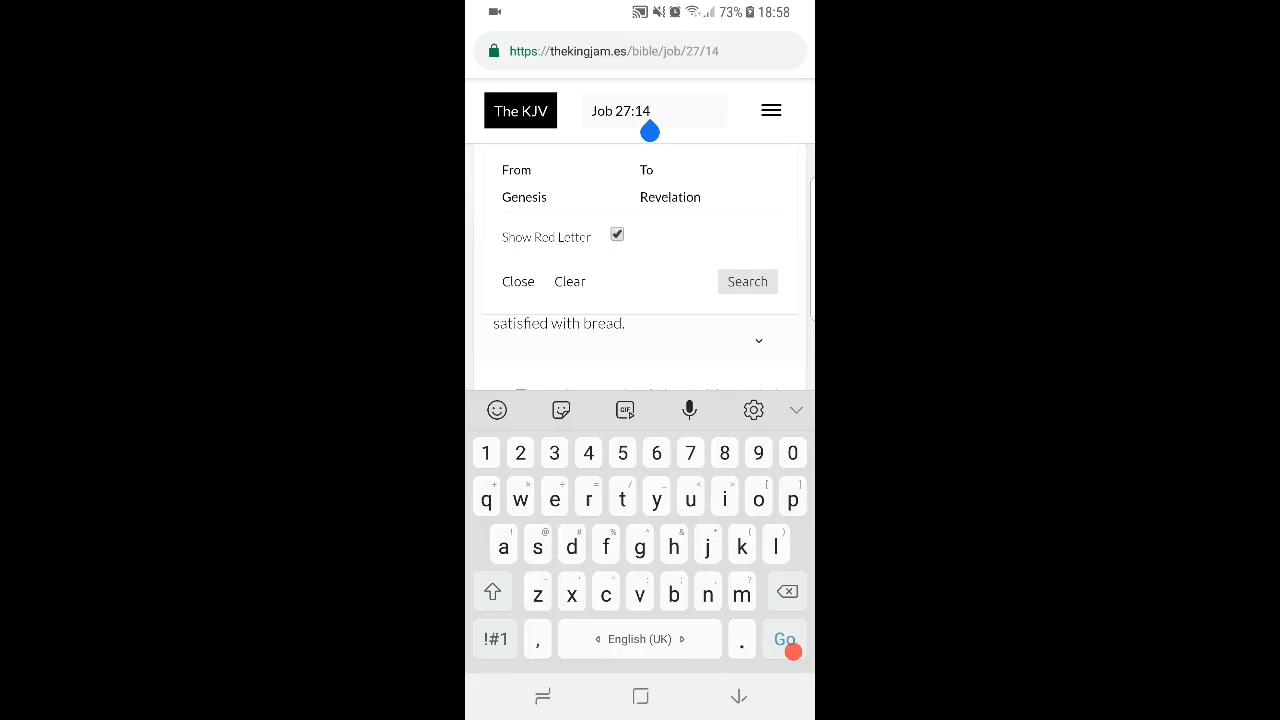 73% 18:58
https://thekingjam.es/bible/job/27/14
The KJV Job 27:14
From To
Genesis Revelation
Show Red Letter
Close Clear Search
satisfied with bread.
GIF
1 2 3 4 5 6 7 8 9 0
q w e r t y u i o p
a s d f g h j k l
z x c v b n m
!#1 , English (UK) . Go